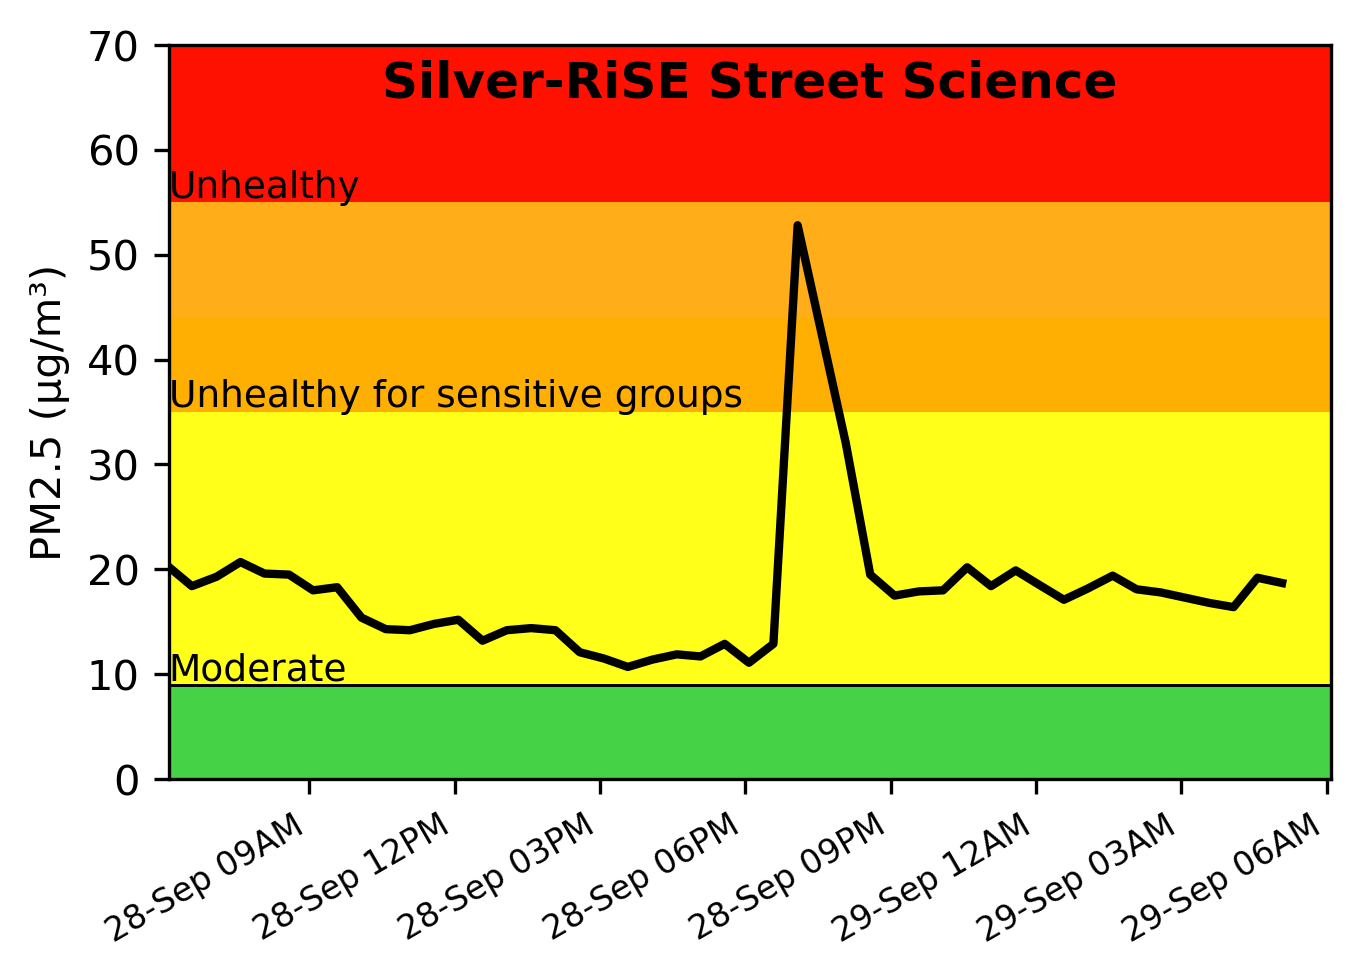 Silver-RiSE Street Science
70
60
50
40
30
20
10
0
PM2.5 (µg/m³)
Unhealthy
Unhealthy for sensitive groups
Moderate
28-Sep 09AM
28-Sep 12PM
28-Sep 03PM
28-Sep 06PM
28-Sep 09PM
29-Sep 12AM
29-Sep 03AM
29-Sep 06AM